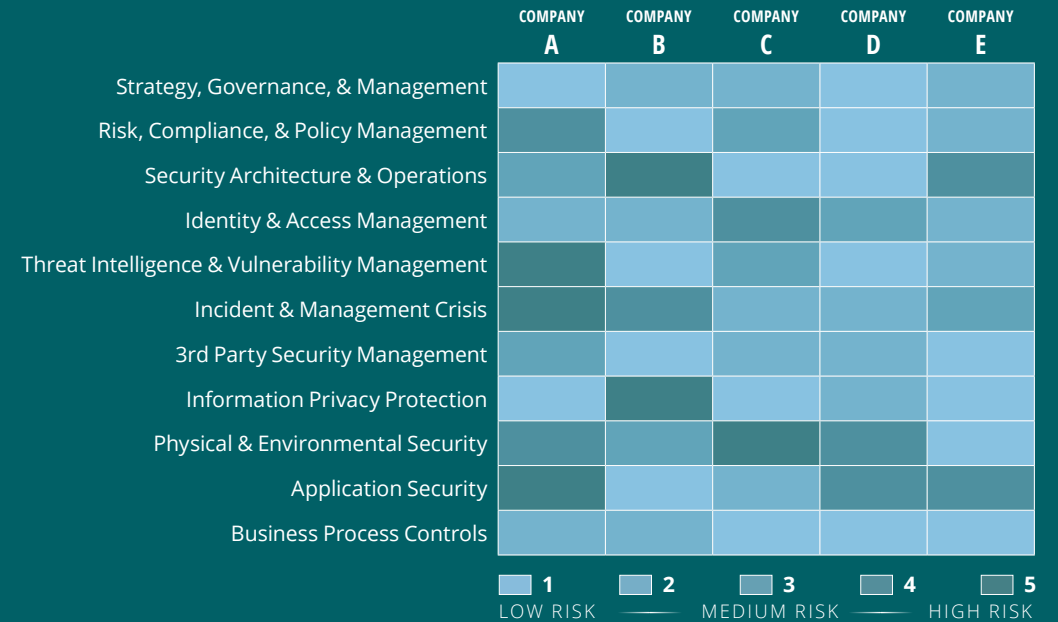 COMPANY COMPANY COMPANY COMPANY COMPANY
A B C D E
Strategy, Governance, & Management
Risk, Compliance, & Policy Management
Security Architecture & Operations
Identity & Access Management
Threat Intelligence & Vulnerability Management
Incident & Management Crisis
3rd Party Security Management
Information Privacy Protection
Physical & Environmental Security
Application Security
Business Process Controls
1 2 3 4 5
LOW RISK MEDIUM RISK HIGH RISK